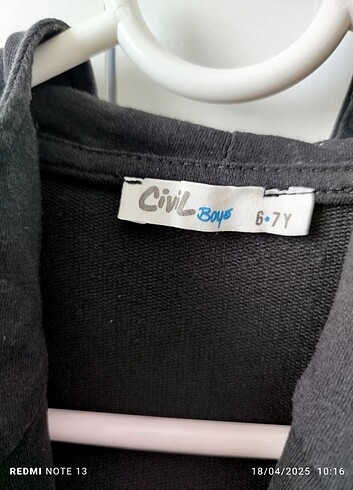 CiviL Boys 6-7Y
REDMI NOTE 13 18/04/2025 10:16